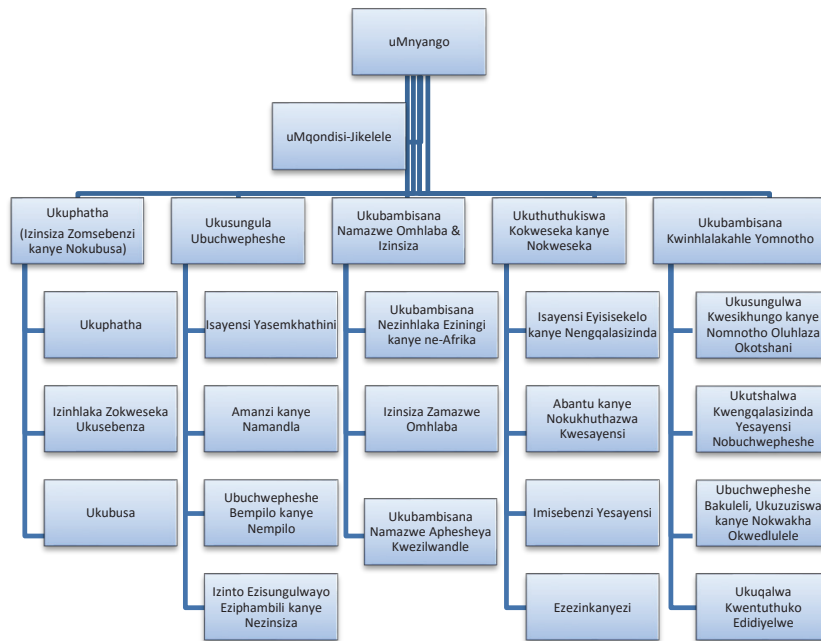 uMnyango
uMqondisi-Jikelele
Ukuphatha
(Izinsiza Zomsebenzi
kanye Nokubusa)
Ukuphatha
Izinhlaka Zokweseka
Ukusebenza
Ukubusa
Ukusungula
Ubuchwepheshe
Isayensi Yasemkhathini
Amanzi kanye
Namandla
Ubuchwepheshe
Bempilo kanye
Nempilo
Izinto Ezisungulwayo
Eziphambili kanye
Nezinsiza
Ukubambisana
Namazwe Omhlaba &
Izinsiza
Ukubambisana
Nezinhlaka Eziningi
kanye ne-Afrika
Izinsiza Zamazwe
Omhlaba
Ukubambisana
Namazwe Aphesheya
Kwezilwandle
Ukuthuthukiswa
Kokweseka kanye
Nokweseka
Isayensi Eyisisekelo
kanye Nengqalasizinda
Abantu kanye
Nokukhuthazwa
Kwesayensi
Imisebenzi Yesayensi
Ezezinkanyezi
Ukubambisana
Kwinhlalakahle Yomnotho
Ukusungulwa
Kwesikhungo kanye
Nomnotho Oluhlaza
Okotshani
Ukutshalwa
Kwengqalasizinda
Yesayensi
Nobuchwepheshe
Ubuchwepheshe
Bakuleli, Ukuzuziswa
kanye Nokwakha
Okwedlulele
Ukuqalwa
Kwentuthuko
Edidiyelwe